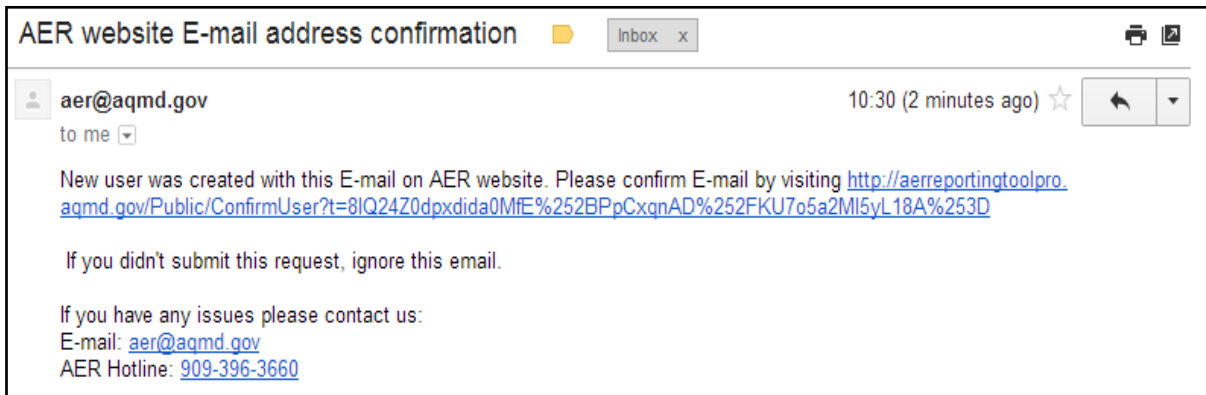 AER website E-mail address confirmation
Inbox x
aer@aqmd.gov
10:30 (2 minutes ago)
to me
New user was created with this E-mail on AER website. Please confirm E-mail by visiting http://aerreportingtoolpro.
aqmd.gov/Public/ConfirmUser?t=8IQ24Z0dpxdida0MfE%252BPpCxqnAD%252FKU7o5a2MI5yL18A%253D
If you didn't submit this request, ignore this email.
If you have any issues please contact us:
E-mail: aer@aqmd.gov
AER Hotline: 909-396-3660